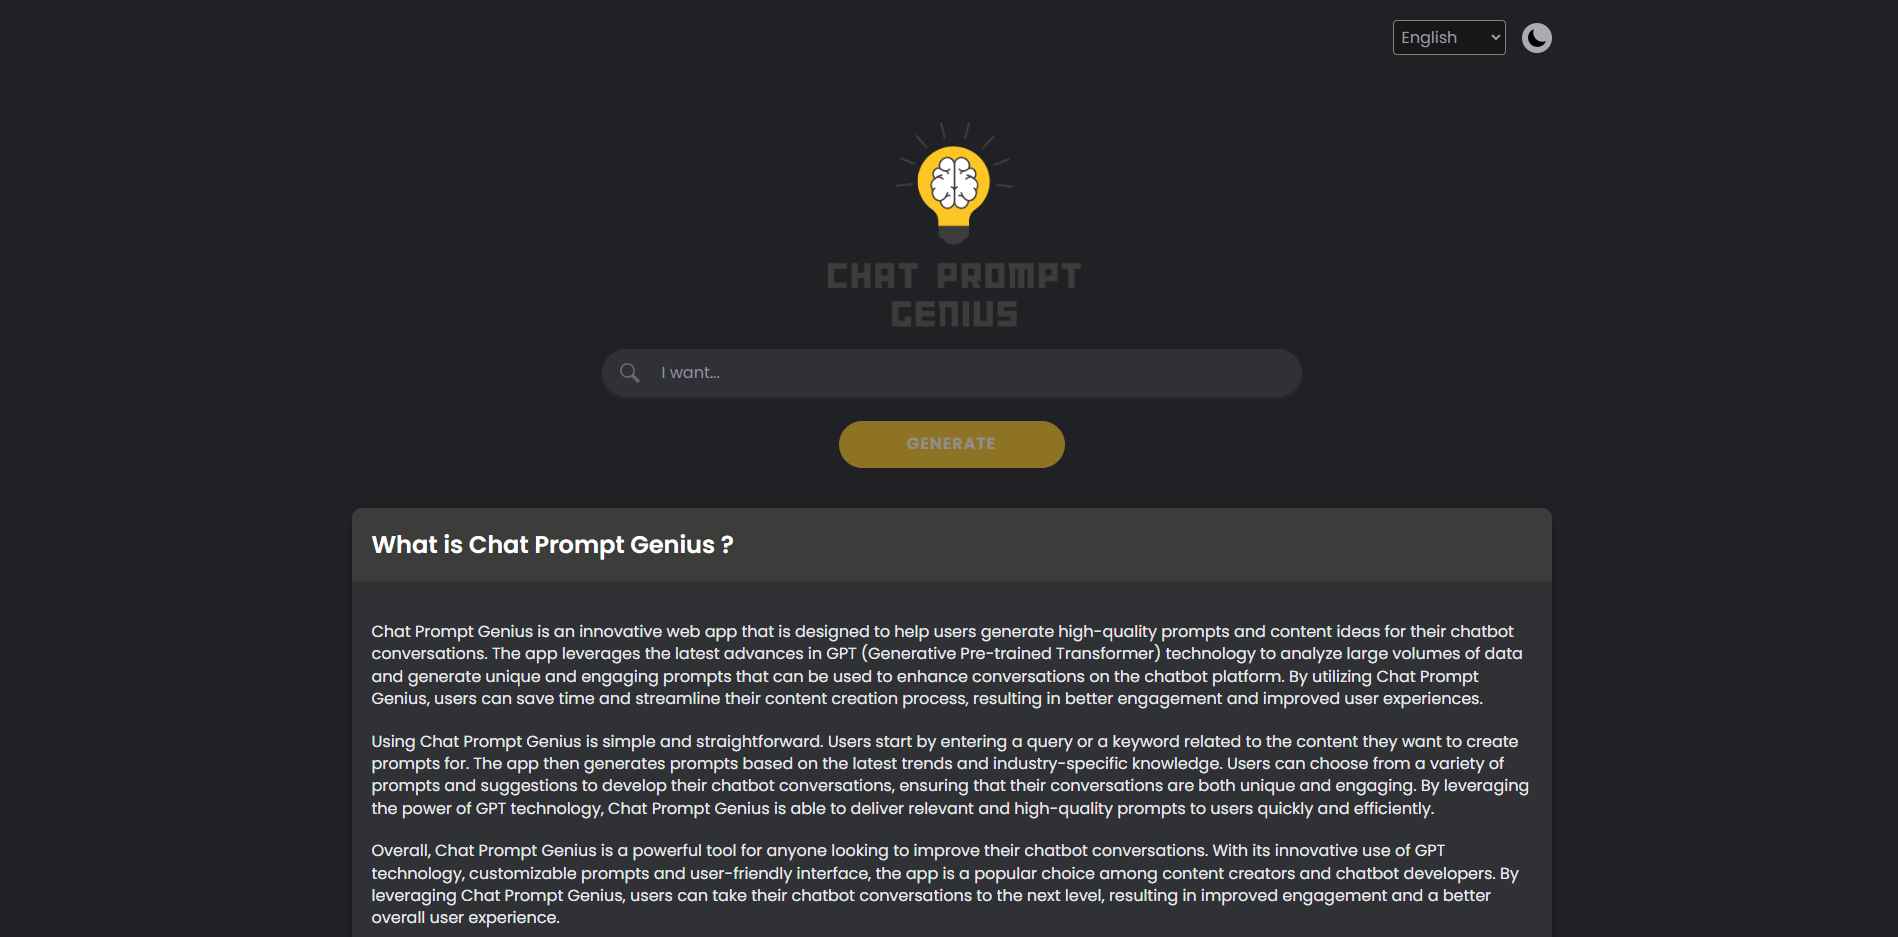 English
CHAT PROMPT
GENIUS
I want...
GENERATE
What is Chat Prompt Genius ?
Chat Prompt Genius is an innovative web app that is designed to help users generate high-quality prompts and content ideas for their chatbot
conversations. The app leverages the latest advances in GPT (Generative Pre-trained Transformer) technology to analyze large volumes of data
and generate unique and engaging prompts that can be used to enhance conversations on the chatbot platform. By utilizing Chat Prompt
Genius, users can save time and streamline their content creation process, resulting in better engagement and improved user experiences.
Using Chat Prompt Genius is simple and straightforward. Users start by entering a query or a keyword related to the content they want to create
prompts for. The app then generates prompts based on the latest trends and industry-specific knowledge. Users can choose from a variety of
prompts and suggestions to develop their chatbot conversations, ensuring that their conversations are both unique and engaging. By leveraging
the power of GPT technology, Chat Prompt Genius is able to deliver relevant and high-quality prompts to users quickly and efficiently.
Overall, Chat Prompt Genius is a powerful tool for anyone looking to improve their chatbot conversations. With its innovative use of GPT
technology, customizable prompts and user-friendly interface, the app is a popular choice among content creators and chatbot developers. By
leveraging Chat Prompt Genius, users can take their chatbot conversations to the next level, resulting in improved engagement and a better
overall user experience.